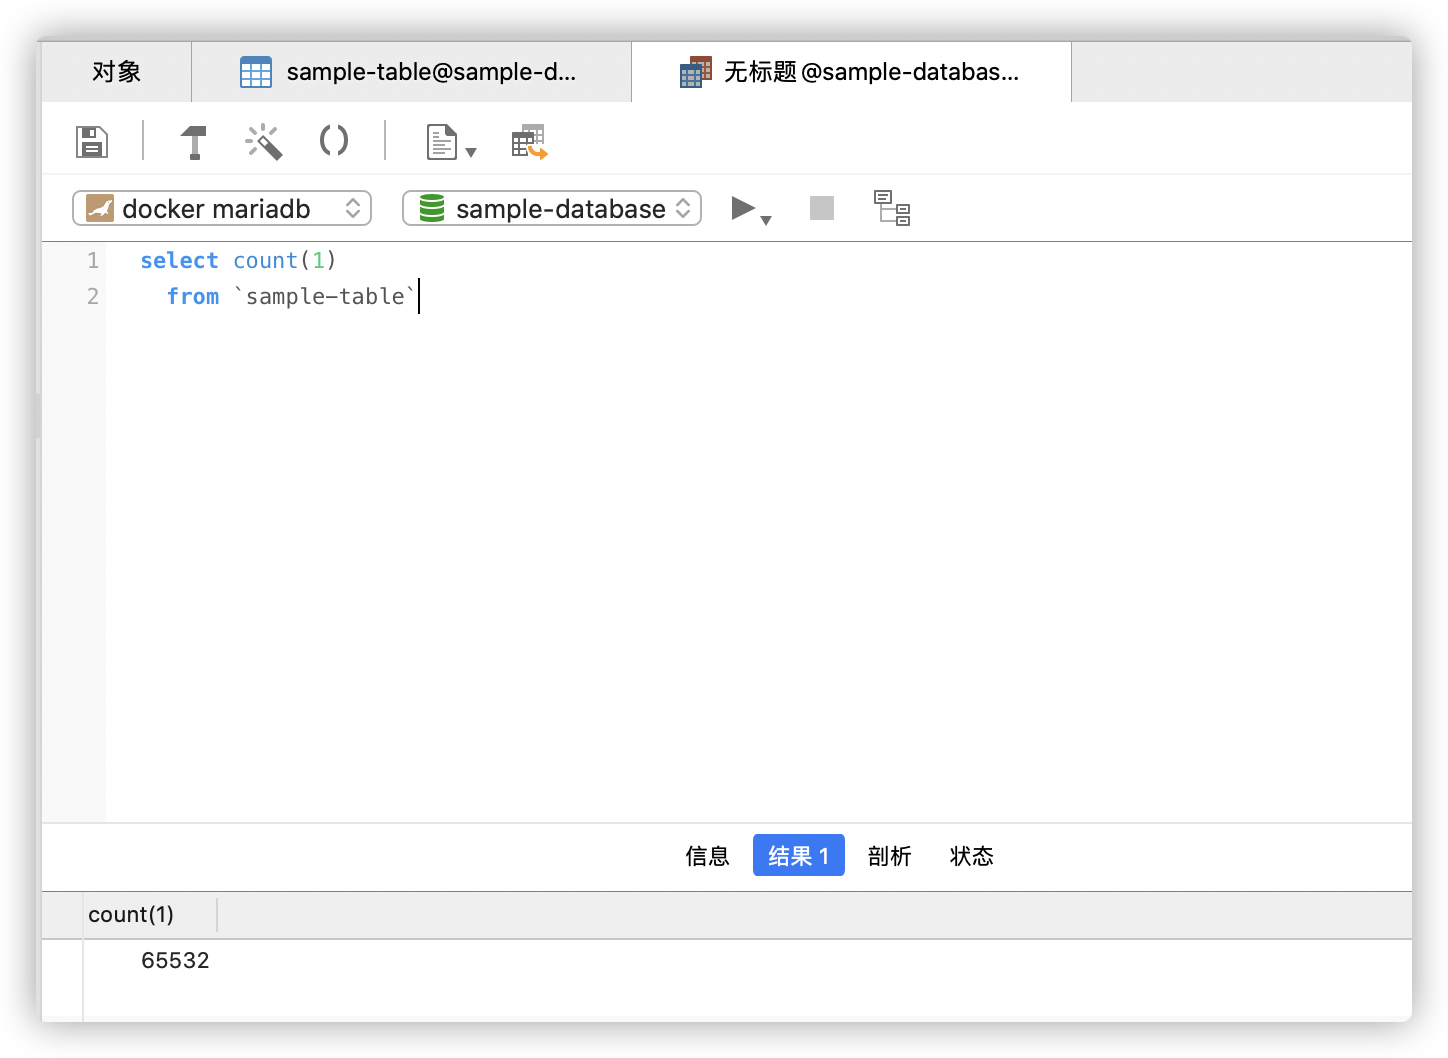 对象
sample-table@sample-d...
无标题 @sample-databas...
docker mariadb
sample-database
1 select count(1)
2 from `sample-table`
信息 结果 1 剖析 状态
count(1)
65532